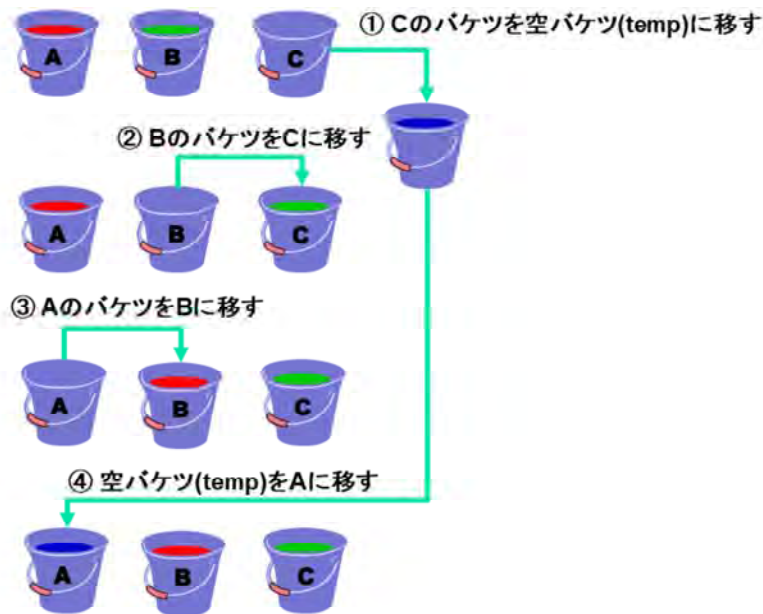 ① Cのバケツを空バケツ(temp)に移す
A B C
② BのバケツをCに移す
A B C
③ AのバケツをBに移す
A B C
④ 空バケツ(temp)をAに移す
A B C